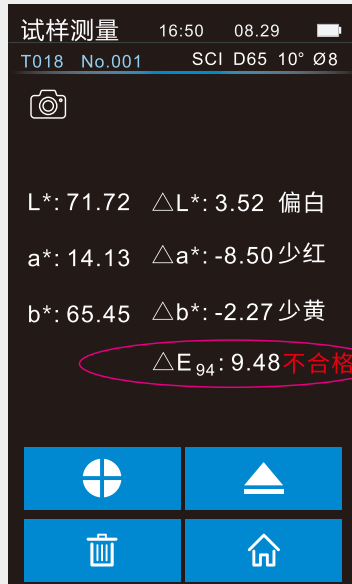 试样测量 16:50 08.29
T018 No.001 SCI D65 10° Ø8
L*: 71.72 △L*: 3.52 偏白
a*: 14.13 △a*: -8.50 少红
b*: 65.45 △b*: -2.27 少黄
△E94: 9.48 不合格